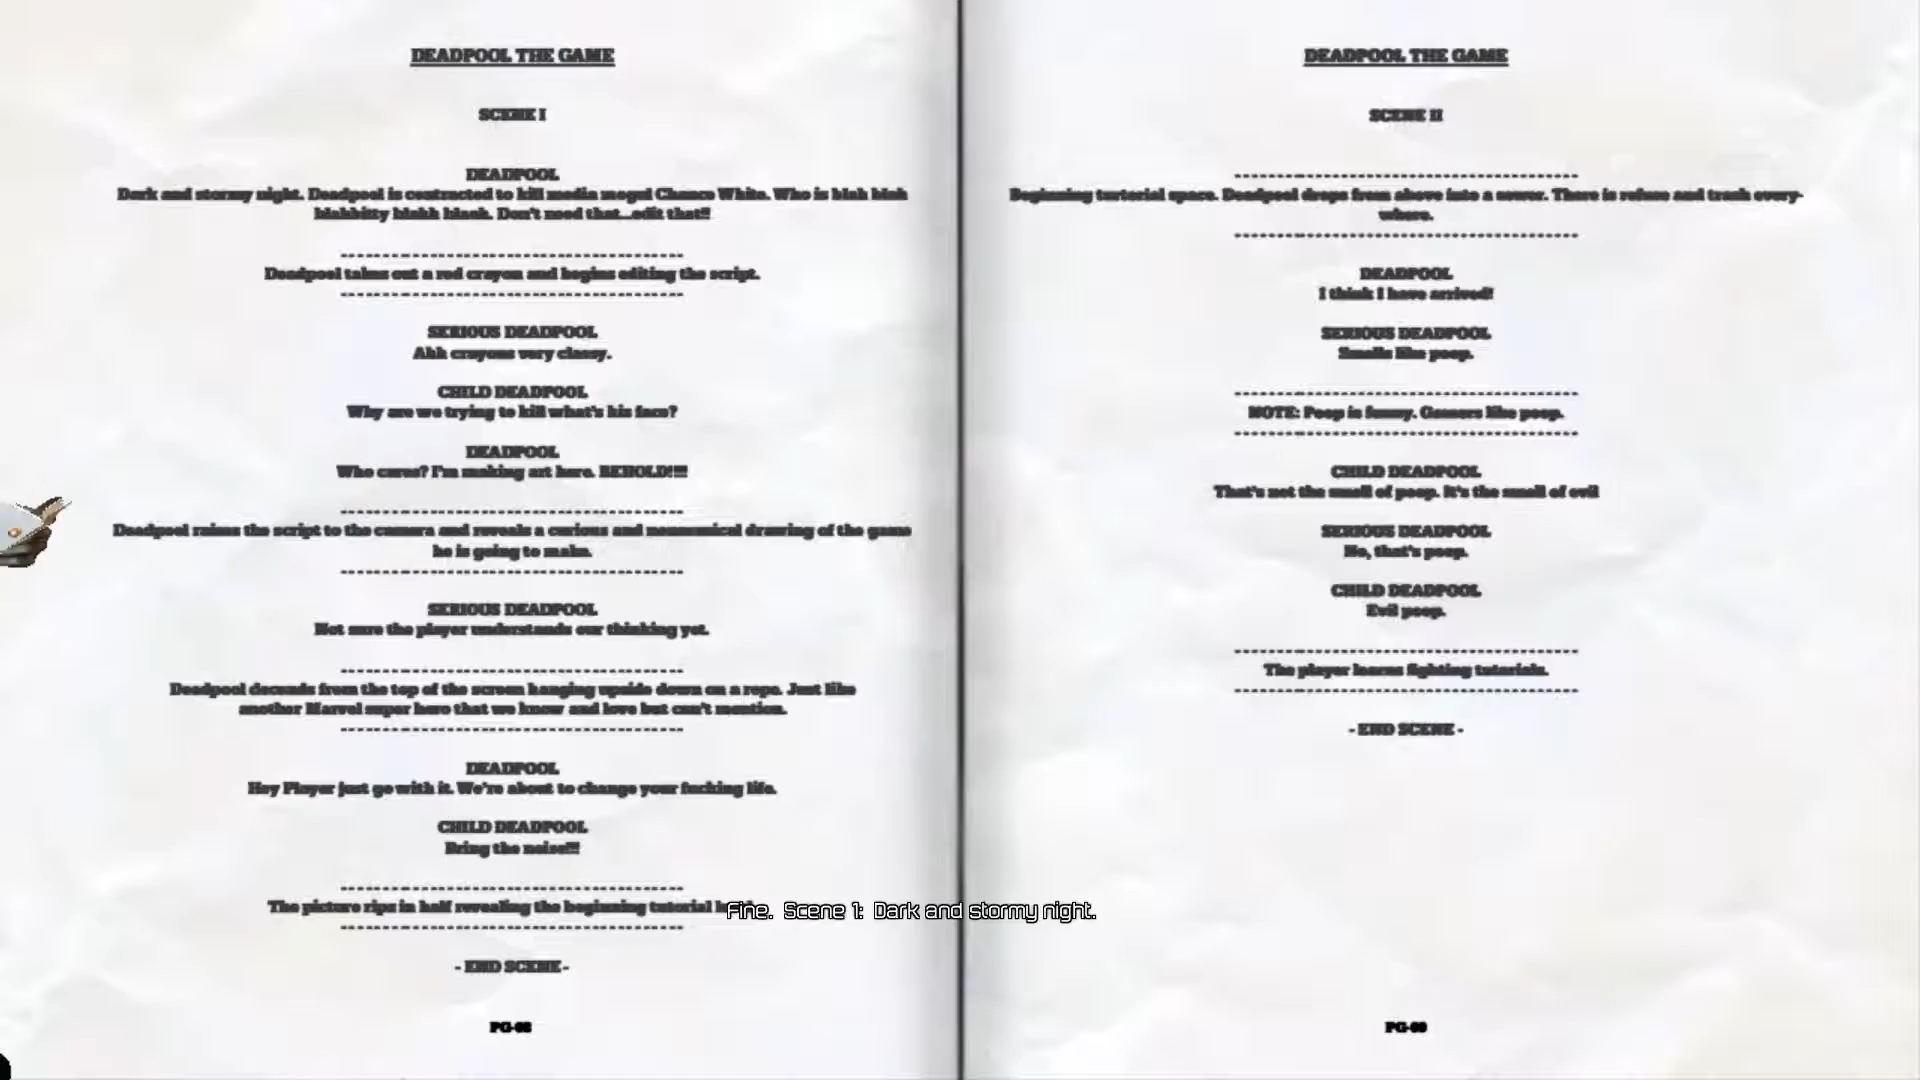 DEADPOOL THE GAME
SCENE I
DEADPOOL
Dark and stormy night. Deadpool is contracted to kill media mogul Chance White. Who is blah blah
blahbitty blahh blaah. Don't need that...edit that!!
------------------------------------------
Deadpool takes out a red crayon and begins editing the script.
------------------------------------------
SERIOUS DEADPOOL
Ahh crayons very classy.
CHILD DEADPOOL
Why are we trying to kill what's his face?
DEADPOOL
Who cares? I'm making art here. BEHOLD!!!!
------------------------------------------
Deadpool raises the script to the camera and reveals a curious and nonsensical drawing of the game
he is going to make.
------------------------------------------
SERIOUS DEADPOOL
Not sure the player understands our thinking yet.
------------------------------------------
Deadpool decends from the top of the screen hanging upside down on a rope. Just like
another Marvel super hero that we know and love but can't mention.
------------------------------------------
DEADPOOL
Hey Player just go with it. We're about to change your fucking life.
CHILD DEADPOOL
Bring the noise!!!
------------------------------------------
The picture rips in half revealing the beginning tutorial
------------------------------------------
- END SCENE -
PG-08
DEADPOOL THE GAME
SCENE II
------------------------------------------
Beginning turtorial space. Deadpool drops from above into a sewer. There is refuse and trash every-
where.
------------------------------------------
DEADPOOL
I think I have arrived!
SERIOUS DEADPOOL
Smells like poop.
------------------------------------------
NOTE: Poop is funny. Gamers like poop.
------------------------------------------
CHILD DEADPOOL
That's not the smell of poop. It's the smell of evil
SERIOUS DEADPOOL
No, that's poop.
CHILD DEADPOOL
Evil poop.
------------------------------------------
The player learns fighting tutorials.
------------------------------------------
- END SCENE -
PG-09
Fine. Scene 1: Dark and stormy night.